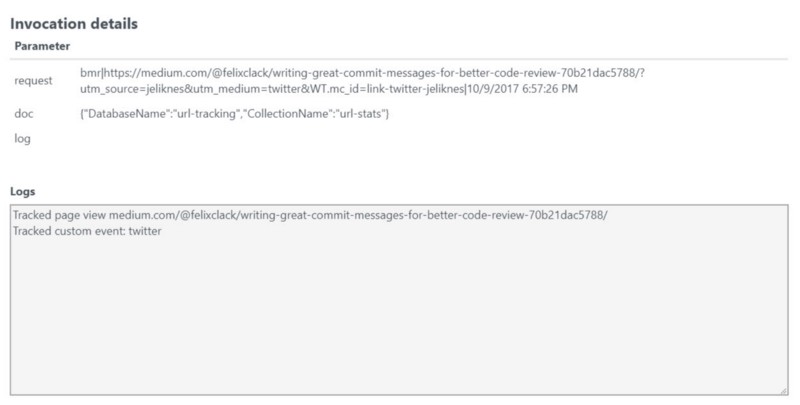 Invocation details
Parameter
request
bmr|https://medium.com/@felixclack/writing-great-commit-messages-for-better-code-review-70b21dac5788/?
utm_source=jeliknes&utm_medium=twitter&WT.mc_id=link-twitter-jeliknes|10/9/2017 6:57:26 PM
doc
{"DatabaseName":"url-tracking","CollectionName":"url-stats"}
log
Logs
Tracked page view medium.com/@felixclack/writing-great-commit-messages-for-better-code-review-70b21dac5788/
Tracked custom event: twitter